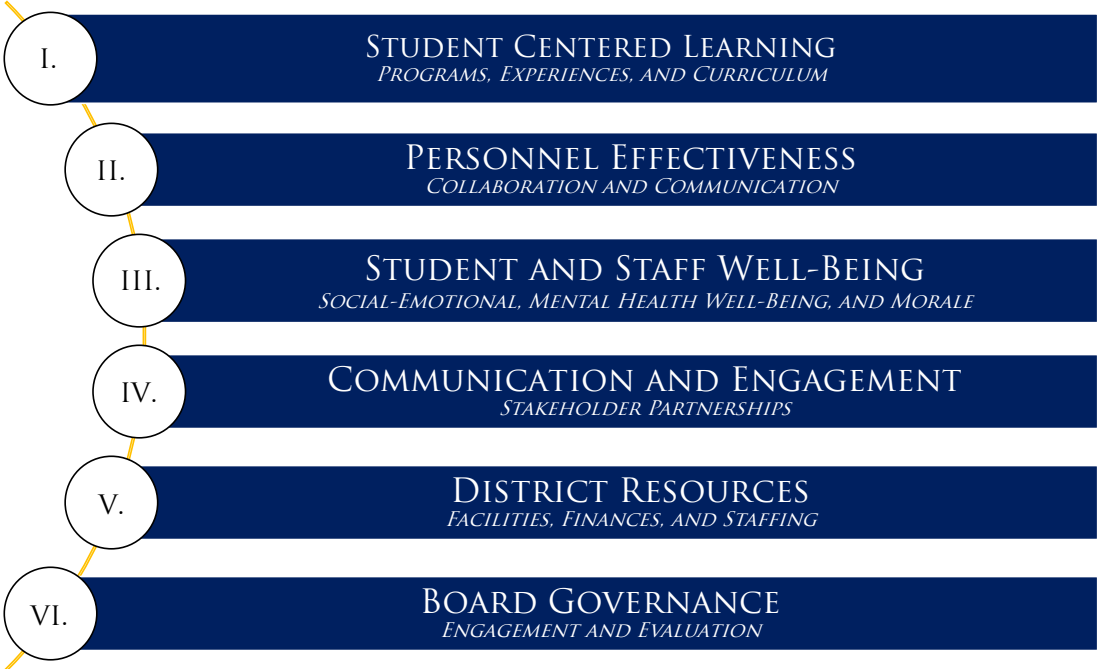 I.
Student Centered Learning
Programs, Experiences, and Curriculum
II.
Personnel Effectiveness
Collaboration and Communication
III.
Student and Staff Well-Being
Social-Emotional, Mental Health Well-Being, and Morale
IV.
Communication and Engagement
Stakeholder Partnerships
V.
District Resources
Facilities, Finances, and Staffing
VI.
Board Governance
Engagement and Evaluation